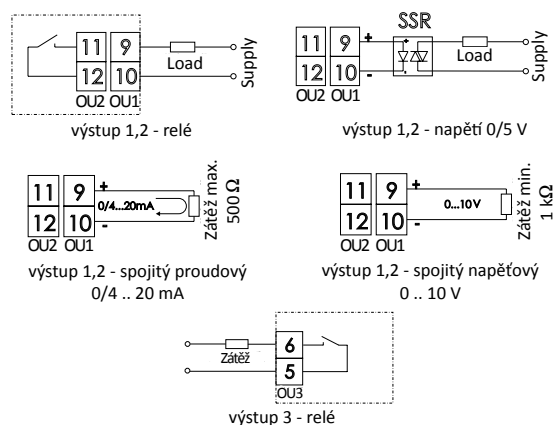 11 9
12 10
OU2 OU1
Load
Supply
výstup 1,2 - relé
SSR
11 9 +
12 10 -
OU2 OU1
Load
Supply
výstup 1,2 - napětí 0/5 V
11 9 +
0/4...20mA
12 10 -
OU2 OU1
Zátěž max.
500 Ω
výstup 1,2 - spojitý proudový
0/4 .. 20 mA
11 9 +
0...10V
12 10 -
OU2 OU1
Zátěž min.
1 kΩ
výstup 1,2 - spojitý napěťový
0 .. 10 V
6
Zátěž
5
OU3
výstup 3 - relé